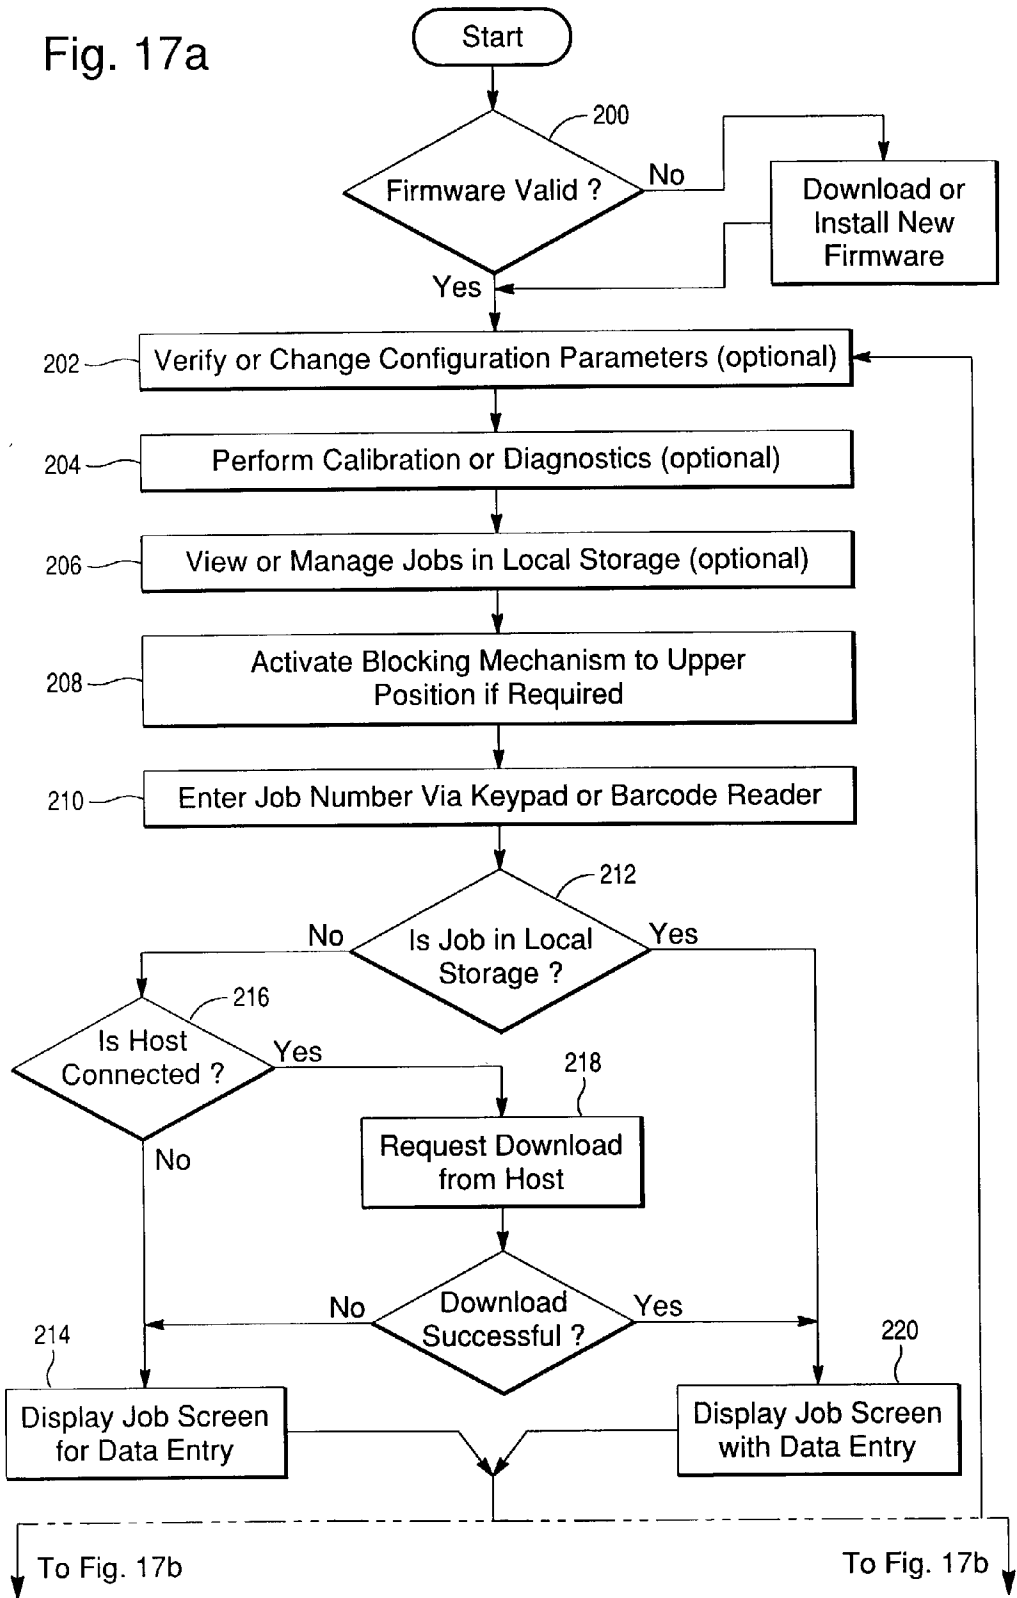 Fig. 17a
Start
200
Firmware Valid ?
No
Download or
Install New
Firmware
Yes
202
Verify or Change Configuration Parameters (optional)
204
Perform Calibration or Diagnostics (optional)
206
View or Manage Jobs in Local Storage (optional)
208
Activate Blocking Mechanism to Upper
Position if Required
210
Enter Job Number Via Keypad or Barcode Reader
212
Is Job in Local
Storage ?
No
Yes
216
Is Host
Connected ?
Yes
No
218
Request Download
from Host
Download
Successful ?
No
Yes
214
Display Job Screen
for Data Entry
220
Display Job Screen
with Data Entry
To Fig. 17b
To Fig. 17b